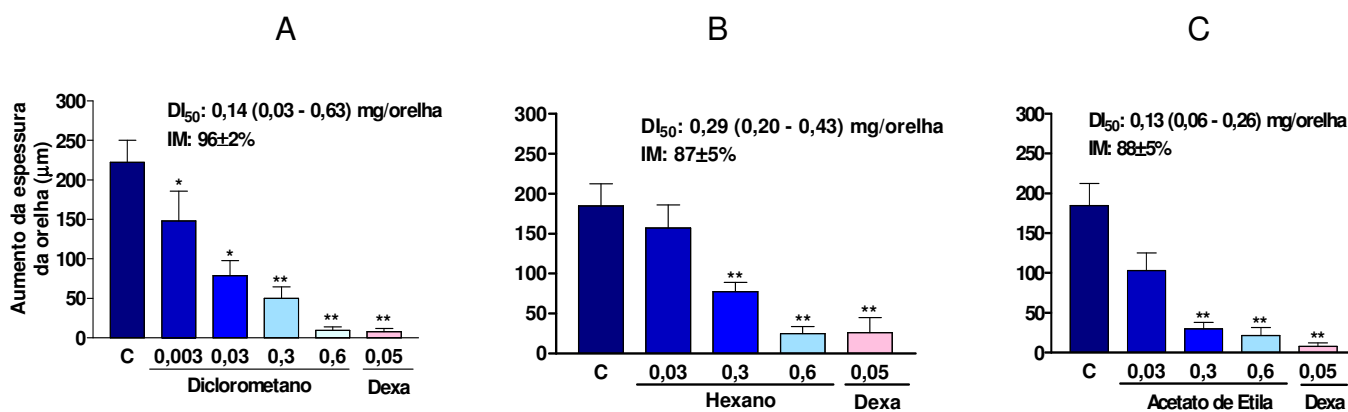 A
B
C
Aumento da espessura
da orelha (μm)
300
250
200
150
100
50
0
DI50: 0,14 (0,03 - 0,63) mg/orelha
IM: 96±2%
*
*
**
**
**
C 0,003 0,03 0,3 0,6 0,05
Diclorometano Dexa
300
250
200
150
100
50
0
DI50: 0,29 (0,20 - 0,43) mg/orelha
IM: 87±5%
**
**
**
C 0,03 0,3 0,6 0,05
Hexano Dexa
300
250
200
150
100
50
0
DI50: 0,13 (0,06 - 0,26) mg/orelha
IM: 88±5%
**
**
**
C 0,03 0,3 0,6 0,05
Acetato de Etila Dexa